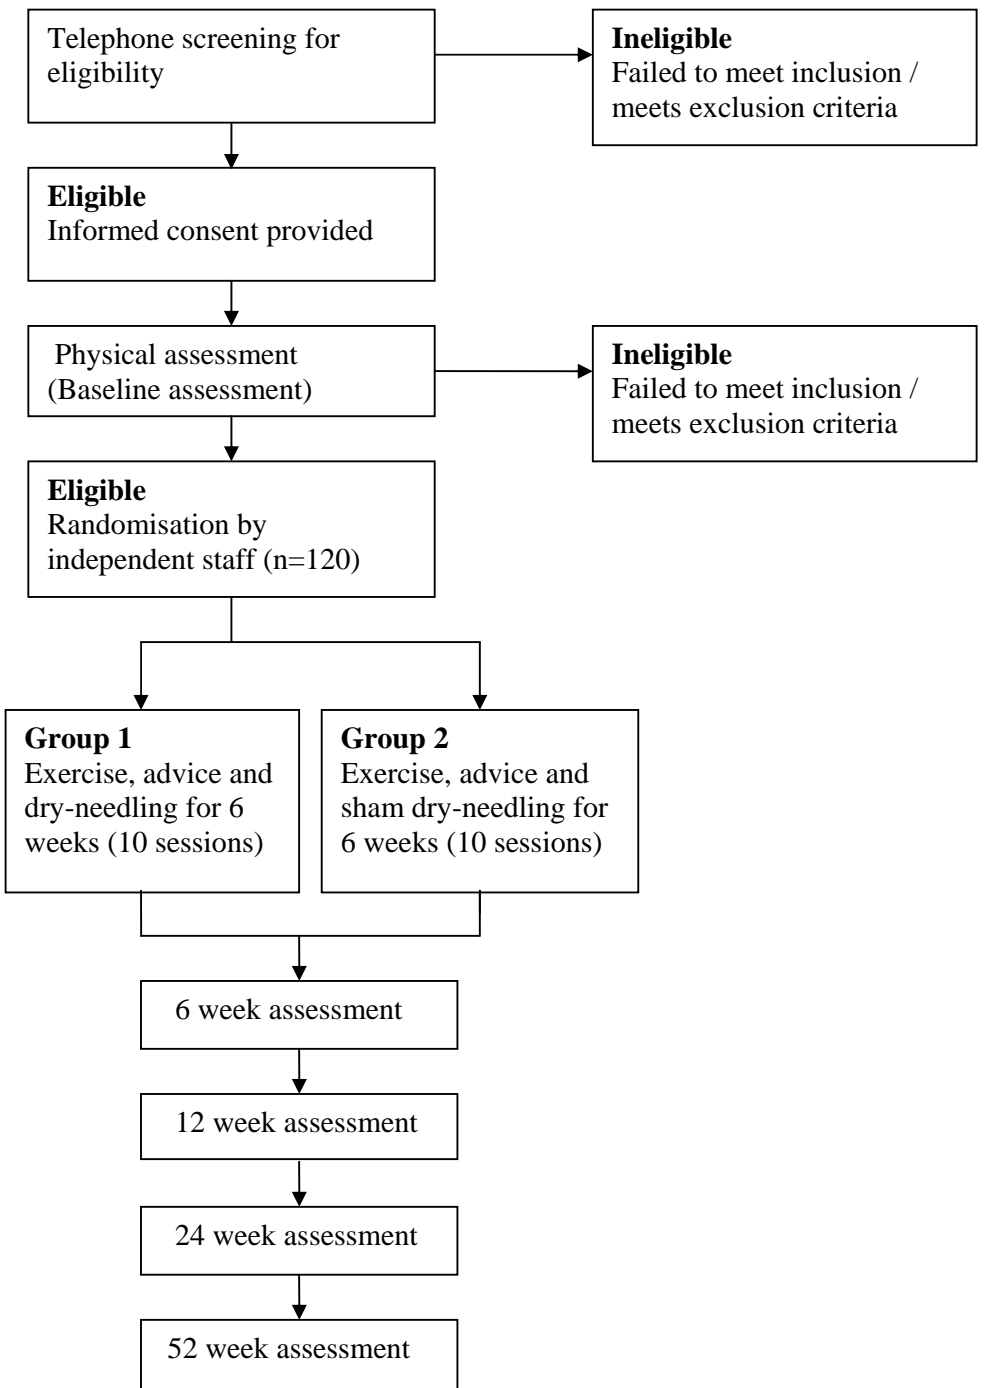 Telephone screening for
eligibility
Ineligible
Failed to meet inclusion /
meets exclusion criteria
Eligible
Informed consent provided
Physical assessment
(Baseline assessment)
Ineligible
Failed to meet inclusion /
meets exclusion criteria
Eligible
Randomisation by
independent staff (n=120)
Group 1
Exercise, advice and
dry-needling for 6
weeks (10 sessions)
Group 2
Exercise, advice and
sham dry-needling for
6 weeks (10 sessions)
6 week assessment
12 week assessment
24 week assessment
52 week assessment